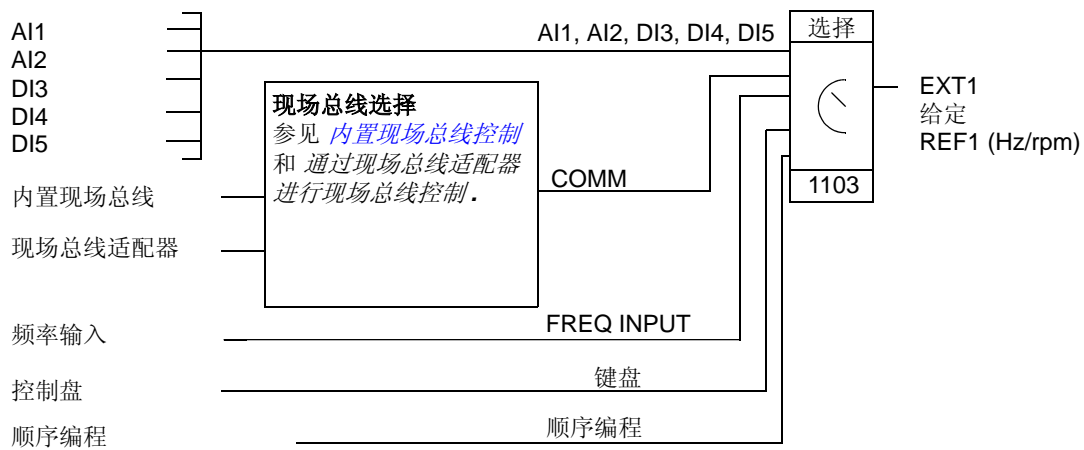 AI1
AI2
DI3
DI4
DI5
AI1, AI2, DI3, DI4, DI5
选择
1103
EXT1
给定
REF1 (Hz/rpm)
现场总线选择
参见 内置现场总线控制
和 通过现场总线适配器
进行现场总线控制 .
COMM
内置现场总线
现场总线适配器
频率输入
FREQ INPUT
控制盘
键盘
顺序编程
顺序编程